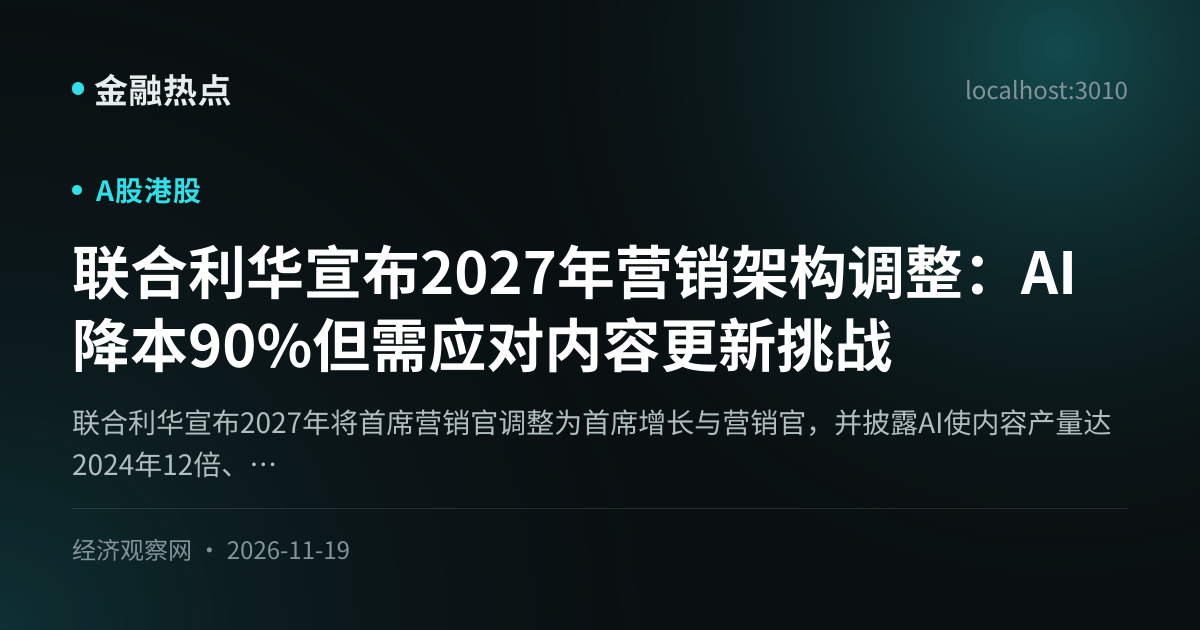 金融热点
localhost:3010
A股港股
联合利华宣布2027年营销架构调整：AI
降本90%但需应对内容更新挑战
联合利华宣布2027年将首席营销官调整为首席增长与营销官，并披露AI使内容产量达
2024年12倍、…
经济观察网 · 2026-11-19